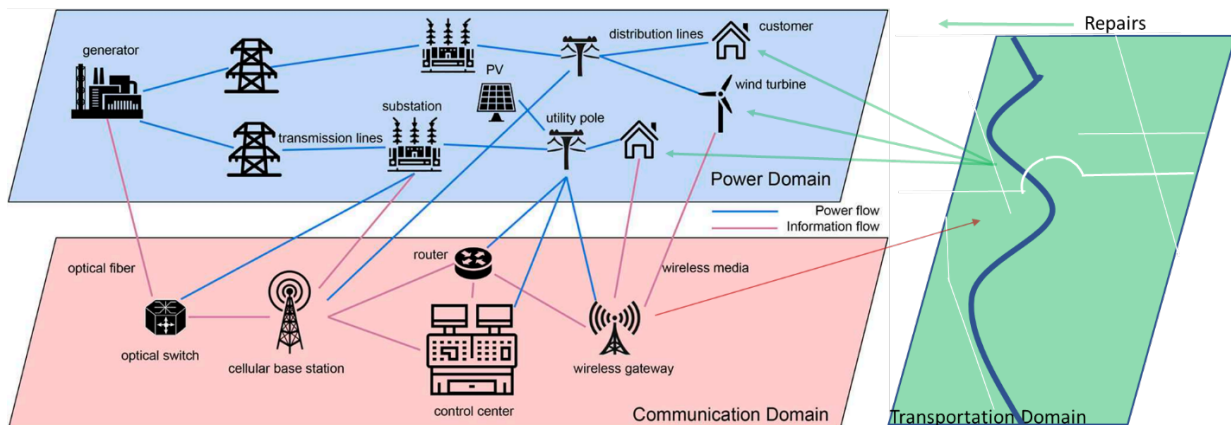 Repairs
generator
distribution lines
customer
PV
wind turbine
substation
utility pole
transmission lines
Power Domain
Power flow
Information flow
optical fiber
router
wireless media
optical switch
cellular base station
wireless gateway
control center
Communication Domain
Transportation Domain